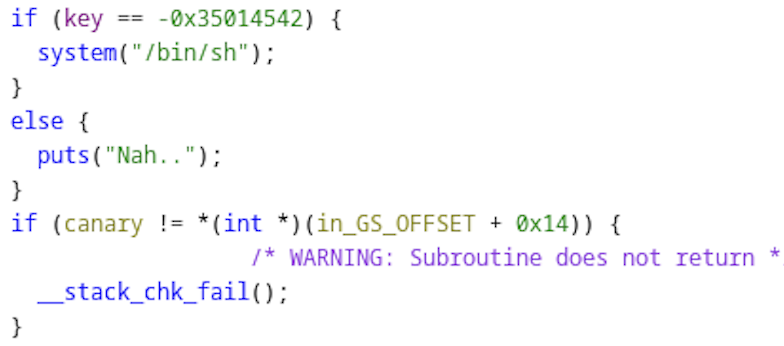 if (key == -0x35014542) {
  system("/bin/sh");
}
else {
  puts("Nah..");
}
if (canary != *(int *)(in_GS_OFFSET + 0x14)) {
                    /* WARNING: Subroutine does not return *
  __stack_chk_fail();
}